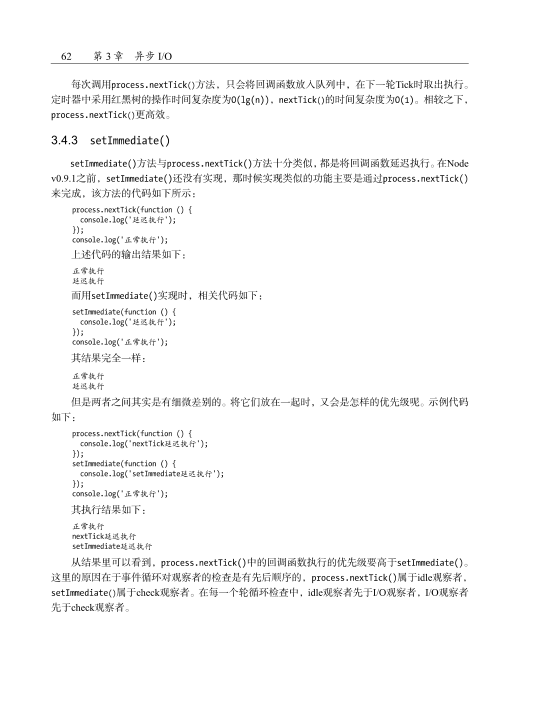 62 第 3 章 异步 I/O
每次调用process.nextTick()方法，只会将回调函数放入队列中，在下一轮Tick时取出执行。
定时器中采用红黑树的操作时间复杂度为O(lg(n))，nextTick()的时间复杂度为O(1)。相较之下，
process.nextTick()更高效。
3.4.3 setImmediate()
setImmediate()方法与process.nextTick()方法十分类似，都是将回调函数延迟执行。在Node
v0.9.1之前，setImmediate()还没有实现，那时候实现类似的功能主要是通过process.nextTick()
来完成，该方法的代码如下所示：
process.nextTick(function () {
  console.log('延迟执行');
});
console.log('正常执行');
上述代码的输出结果如下：
正常执行
延迟执行
而用setImmediate()实现时，相关代码如下：
setImmediate(function () {
  console.log('延迟执行');
});
console.log('正常执行');
其结果完全一样：
正常执行
延迟执行
但是两者之间其实是有细微差别的。将它们放在一起时，又会是怎样的优先级呢。示例代码
如下：
process.nextTick(function () {
  console.log('nextTick延迟执行');
});
setImmediate(function () {
  console.log('setImmediate延迟执行');
});
console.log('正常执行');
其执行结果如下：
正常执行
nextTick延迟执行
setImmediate延迟执行
从结果里可以看到，process.nextTick()中的回调函数执行的优先级要高于setImmediate()。
这里的原因在于事件循环对观察者的检查是有先后顺序的，process.nextTick()属于idle观察者，
setImmediate()属于check观察者。在每一个轮循环检查中，idle观察者先于I/O观察者，I/O观察者
先于check观察者。